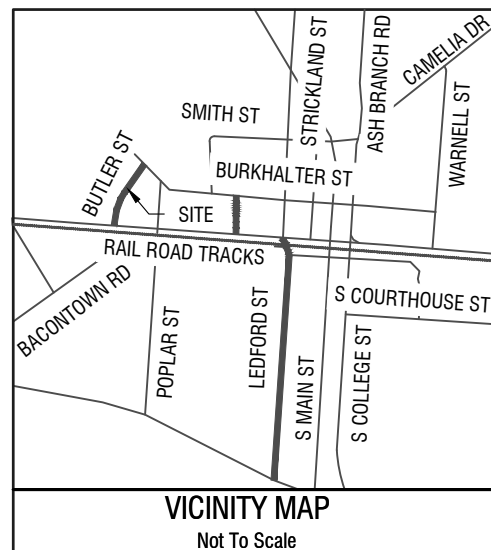 STRICKLAND ST
ASH BRANCH RD
CAMELIA DR
WARNELL ST
SMITH ST
BURKHALTER ST
BUTLER ST
SITE
RAIL ROAD TRACKS
BACONTOWN RD
POPLAR ST
LEDFORD ST
S MAIN ST
S COLLEGE ST
S COURTHOUSE ST
VICINITY MAP
Not To Scale